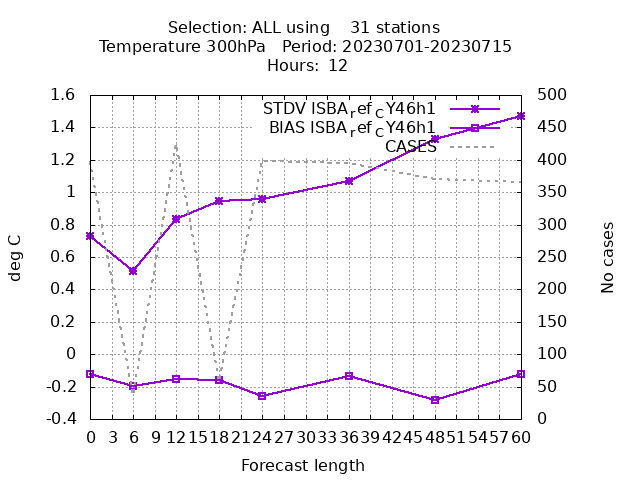 Selection: ALL using 31 stations
Temperature 300hPa Period: 20230701-20230715
Hours: 12
STDV ISBA_ref_CY46h1
BIAS ISBA_ref_CY46h1
CASES
1.6
1.4
1.2
1
0.8
0.6
0.4
0.2
0
-0.2
-0.4
deg C
500
450
400
350
300
250
200
150
100
50
0
No cases
0 3 6 9 12 15 18 21 24 27 30 33 36 39 42 45 48 51 54 57 60
Forecast length